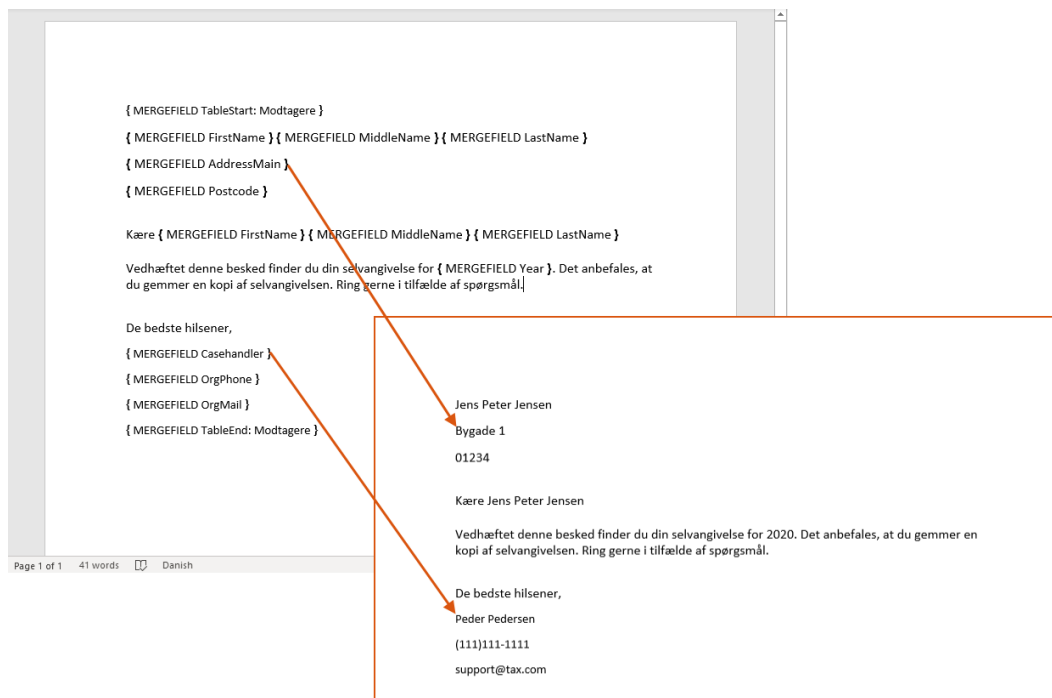 { MERGEFIELD TableStart: Modtagere }
{ MERGEFIELD FirstName } { MERGEFIELD MiddleName } { MERGEFIELD LastName }
{ MERGEFIELD AddressMain }
{ MERGEFIELD Postcode }
Kære { MERGEFIELD FirstName } { MERGEFIELD MiddleName } { MERGEFIELD LastName }
Vedhæftet denne besked finder du din selvangivelse for { MERGEFIELD Year }. Det anbefales, at
du gemmer en kopi af selvangivelsen. Ring gerne i tilfælde af spørgsmål.
De bedste hilsener,
{ MERGEFIELD Casehandler }
{ MERGEFIELD OrgPhone }
{ MERGEFIELD OrgMail }
{ MERGEFIELD TableEnd: Modtagere }
Page 1 of 1 41 words Danish
Jens Peter Jensen
Bygade 1
01234
Kære Jens Peter Jensen
Vedhæftet denne besked finder du din selvangivelse for 2020. Det anbefales, at du gemmer en
kopi af selvangivelsen. Ring gerne i tilfælde af spørgsmål.
De bedste hilsener,
Peder Pedersen
(111)111-1111
support@tax.com